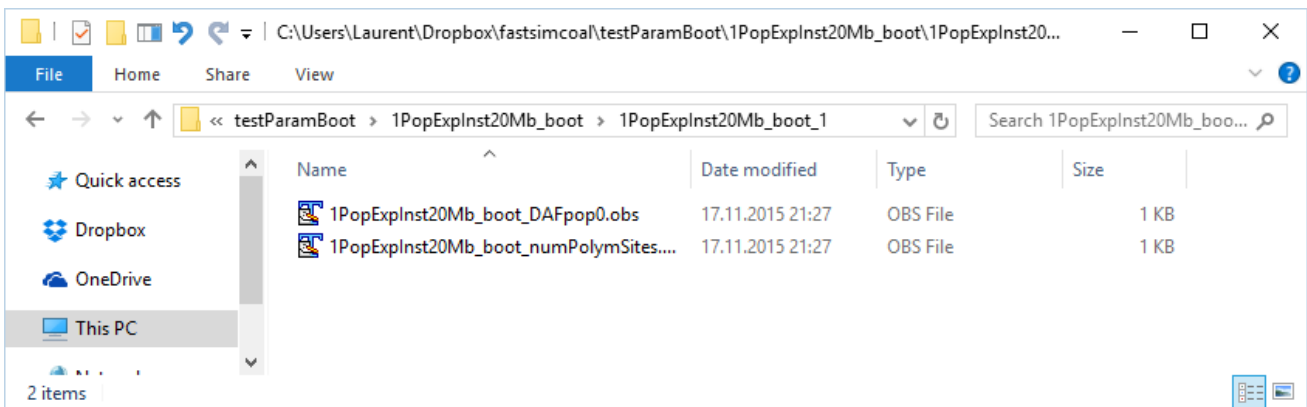 C:\Users\Laurent\Dropbox\fastsimcoal\testParamBoot\1PopExpInst20Mb_boot\1PopExpInst20...
File Home Share View
« testParamBoot > 1PopExpInst20Mb_boot > 1PopExpInst20Mb_boot_1 Search 1PopExpInst20Mb_boo...
Name Date modified Type Size
Quick access
1PopExpInst20Mb_boot_DAFpop0.obs 17.11.2015 21:27 OBS File 1 KB
Dropbox
1PopExpInst20Mb_boot_numPolymSites.... 17.11.2015 21:27 OBS File 1 KB
OneDrive
This PC
2 items